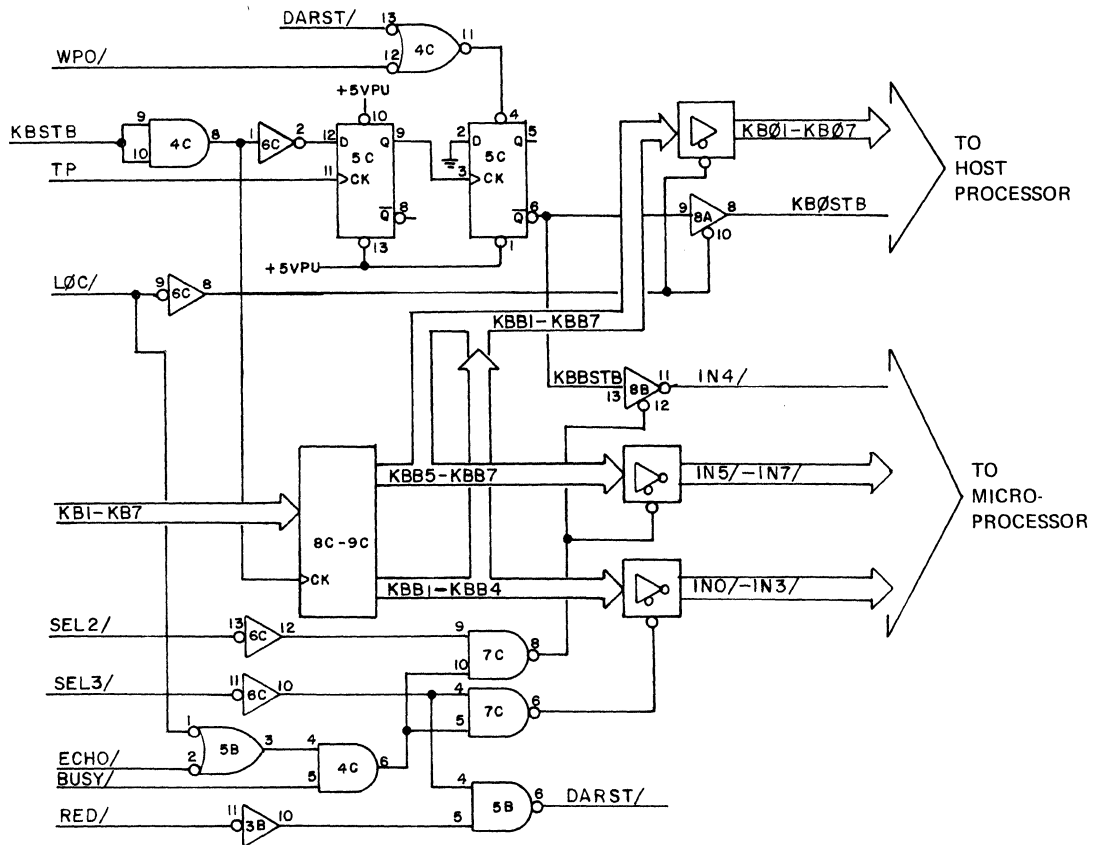 DARST/
13
12
4C
11
WPO/
+5VPU
10
KBSTB
9
10
4C
8
1
6C
2
12
D
Q
9
5C
11
CK
Q
8
13
TP
4
2
D
Q
5
5C
3
CK
Q
6
1
+5VPU
KBØ1-KBØ7
9
8A
8
10
KBØSTB
TO
HOST
PROCESSOR
LØC/
9
6C
8
KBB1-KBB7
KBBSTB
13
8B
11
12
IN4/
KBB5-KBB7
IN5/-IN7/
KB1-KB7
8C-9C
CK
KBB1-KBB4
IN0/-IN3/
TO
MICRO-
PROCESSOR
SEL2/
13
6C
12
9
10
7C
8
SEL3/
11
6C
10
4
5
7C
6
1
2
5B
3
ECHO/
BUSY/
4
5
4C
6
4
5
5B
6
DARST/
RED/
11
3B
10